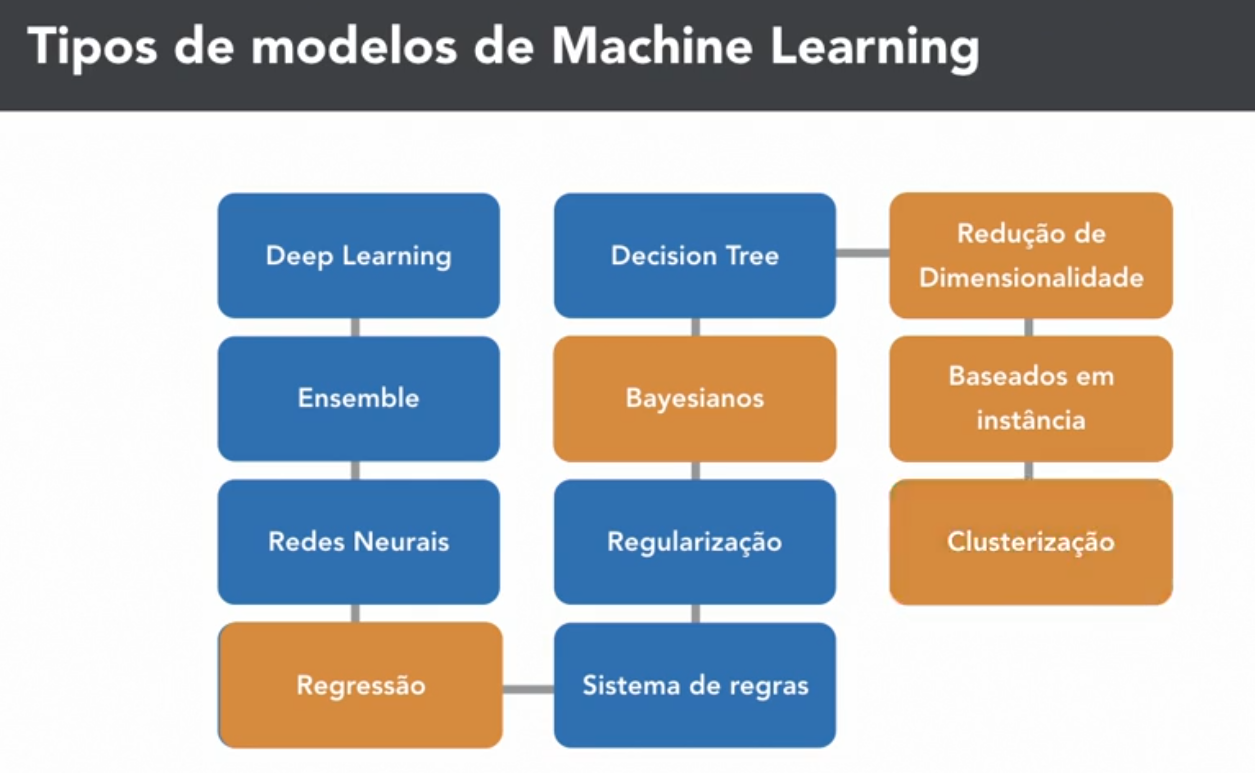 Tipos de modelos de Machine Learning
Deep Learning
Ensemble
Redes Neurais
Regressão
Decision Tree
Bayesianos
Regularização
Sistema de regras
Redução de
Dimensionalidade
Baseados em
instância
Clusterização